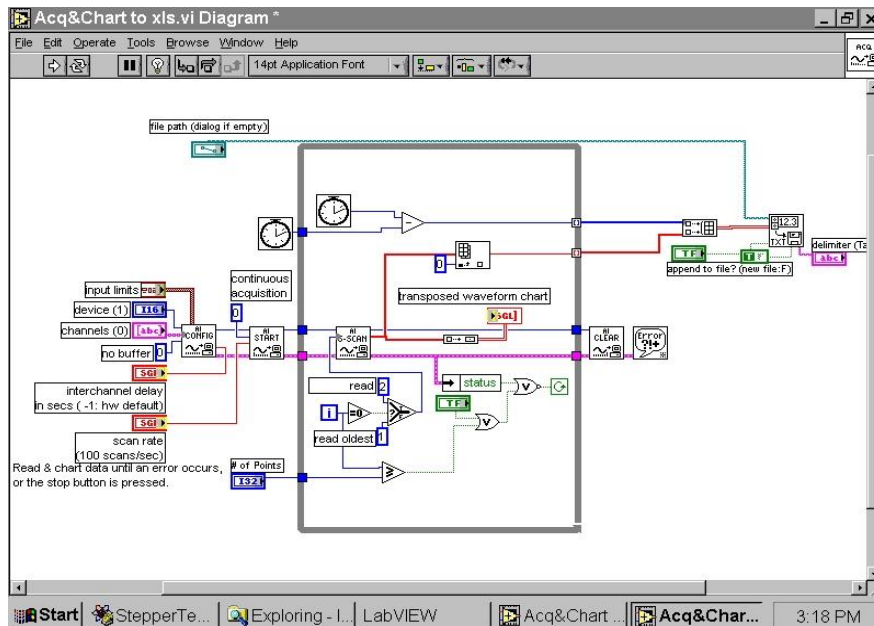 Acq&Chart to xls.vi Diagram *
File Edit Operate Tools Browse Window Help
ACQ
14pt Application Font
file path (dialog if empty)
12.3
TXT
delimiter (Ta
abc
TF
T F
append to file? (new file:F)
0
continuous
acquisition
0
transposed waveform chart
SGL]
input limits
device (1)
I16
channels (0)
[abc
no buffer
0
AI
CONFIG
AI
START
AI
S-SCAN
AI
CLEAR
Error
?!+
SGL
interchannel delay
in secs ( -1: hw default)
SGL
scan rate
(100 scans/sec)
Read & chart data until an error occurs,
or the stop button is pressed.
# of Points
I32
status
TF
V
V
read
2
i
=0
?
read oldest
1
≥
Start
StepperTe...
Exploring - I...
LabVIEW
Acq&Chart ...
Acq&Char...
3:18 PM